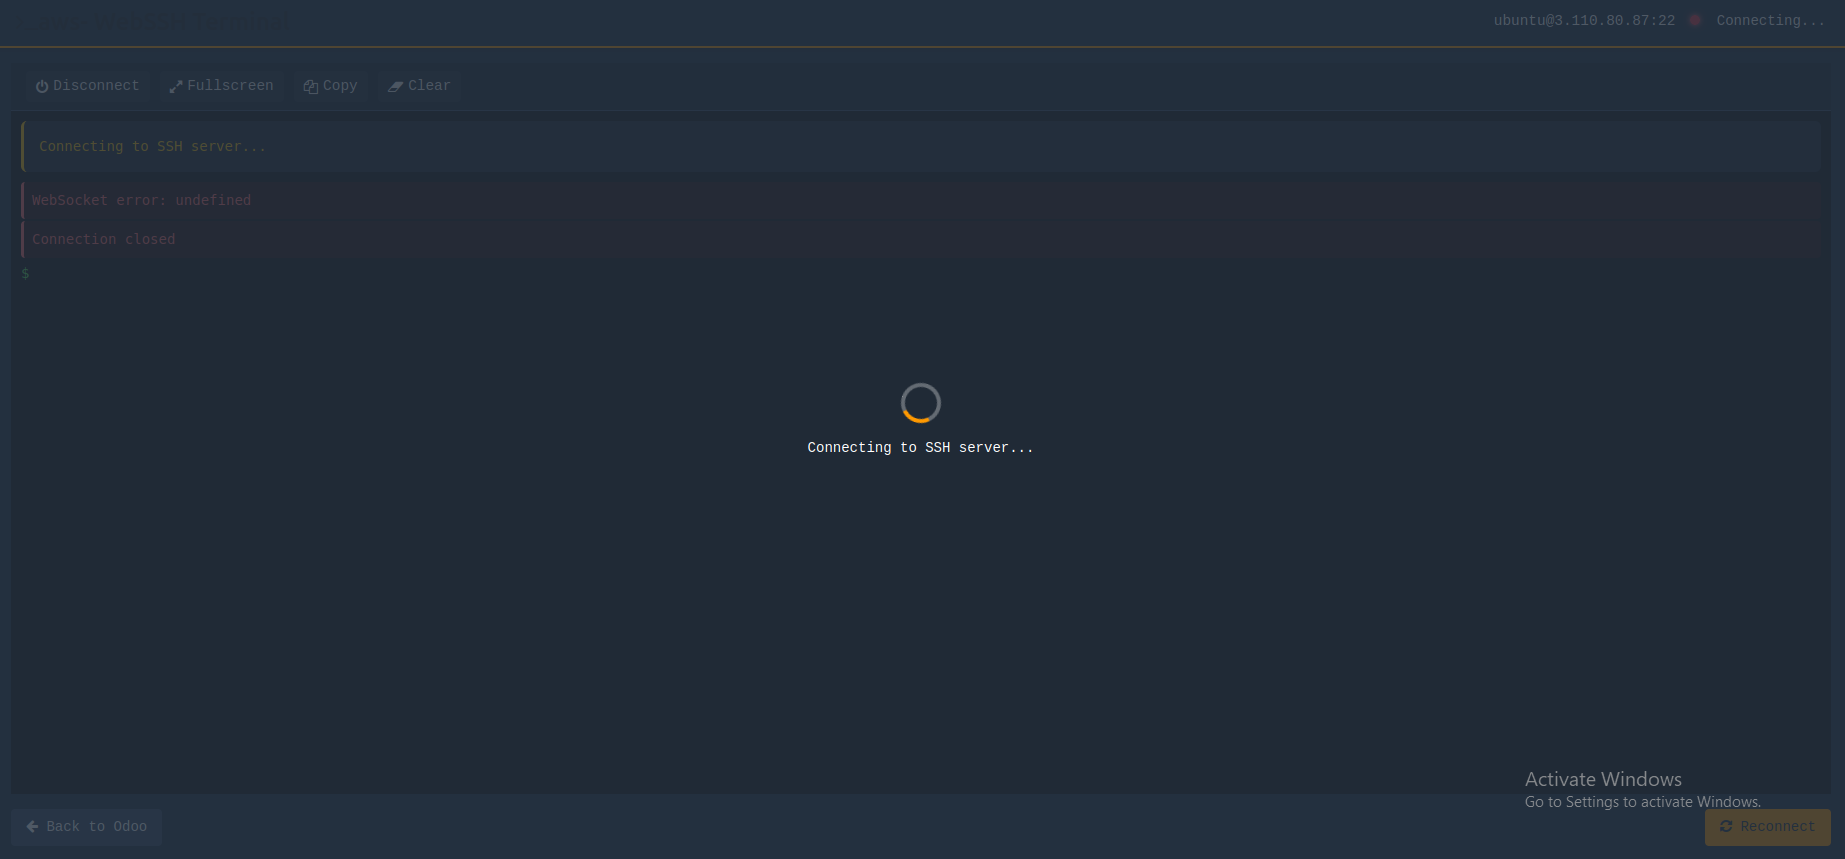 aws- WebSSH Terminal
ubuntu@3.110.80.87:22 Connecting...
Disconnect Fullscreen Copy Clear
Connecting to SSH server...
WebSocket error: undefined
Connection closed
$
Connecting to SSH server...
Activate Windows
Go to Settings to activate Windows.
Back to Odoo
Reconnect